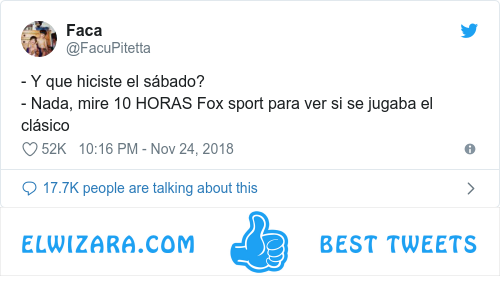 Faca
@FacuPitetta
- Y que hiciste el sábado?
- Nada, mire 10 HORAS Fox sport para ver si se jugaba el
clásico
52K 10:16 PM - Nov 24, 2018
17.7K people are talking about this
ELWIZARA.COM BEST TWEETS